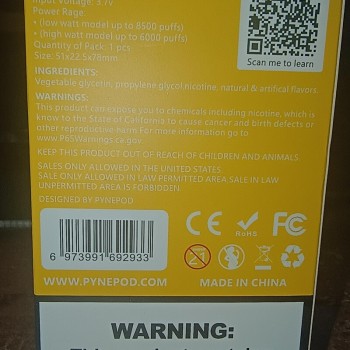 Input Voltage: 3.7V
Power Rage
• (low watt model up to 8500 puffs)
• (high watt model up to 6000 puffs)
Quantity of Pack: 1 pcs
Size: 51x22.5x78mm
Scan me to learn
INGREDIENTS:
Vegetable glycerin, propylene glycol.nicotine, natural & artifical flavors.
WARNINGS:
This product can expose you to chemicals including nicotine, which is
know to the State of California to cause cancer and birth defects or
other reproductive harm For more information go to
www.P65Warnings.ca.gov.
KEEP THIS PRODUCT OUT OF REACH OF CHILDREN AND ANIMALS
SALES ONLY ALLOWED IN THE UNITED STATES
SALE ONLY ALLOWED IN LAW PERMITTED AREA.SALE IN LAW
UNPERMITTED AREA IS FORBIDDEN
DESIGNED BY PYNEPOD
6 973991 692933
CE
RoHS
FC
WWW.PYNEPOD.COM
MADE IN CHINA
WARNING: